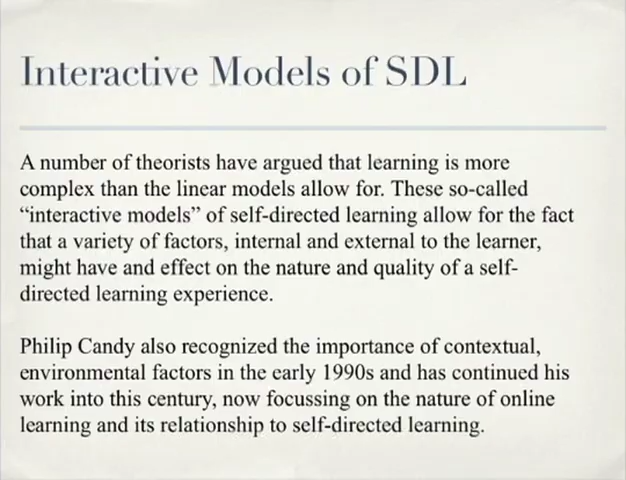 Interactive Models of SDL
A number of theorists have argued that learning is more
complex than the linear models allow for. These so-called
“interactive models” of self-directed learning allow for the fact
that a variety of factors, internal and external to the learner,
might have and effect on the nature and quality of a self-
directed learning experience.
Philip Candy also recognized the importance of contextual,
environmental factors in the early 1990s and has continued his
work into this century, now focussing on the nature of online
learning and its relationship to self-directed learning.